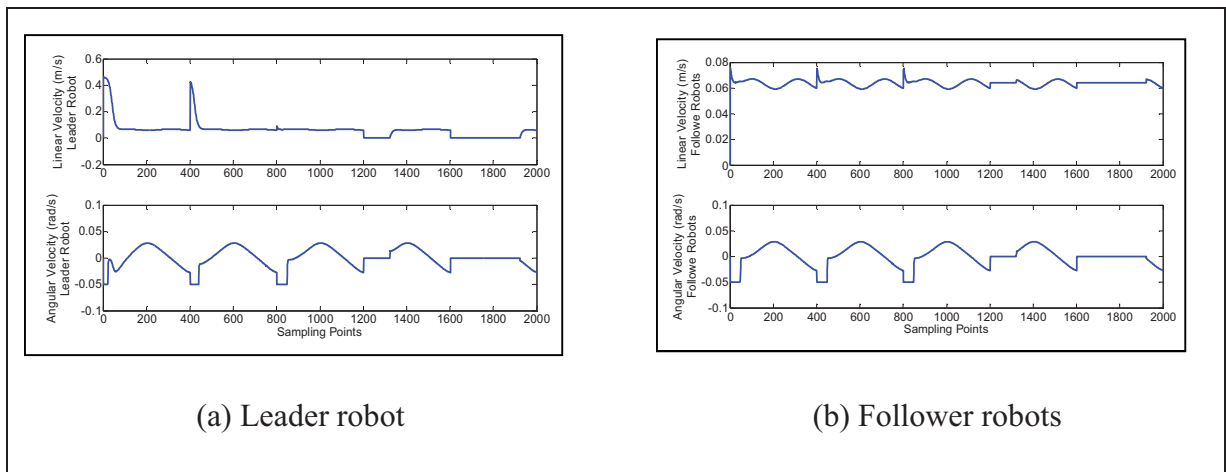 Linear Velocity (m/s)
Leader Robot
0.6
0.4
0.2
0
-0.2
0 200 400 600 800 1000 1200 1400 1600 1800 2000
Angular Velocity (rad/s)
Leader Robot
0.1
0.05
0
-0.05
-0.1
0 200 400 600 800 1000 1200 1400 1600 1800 2000
Sampling Points
(a) Leader robot
Linear Velocity (m/s)
Followe Robots
0.08
0.06
0.04
0.02
0
0 200 400 600 800 1000 1200 1400 1600 1800 2000
Angular Velocity (rad/s)
Followe Robots
0.1
0.05
0
-0.05
-0.1
0 200 400 600 800 1000 1200 1400 1600 1800 2000
Sampling Points
(b) Follower robots